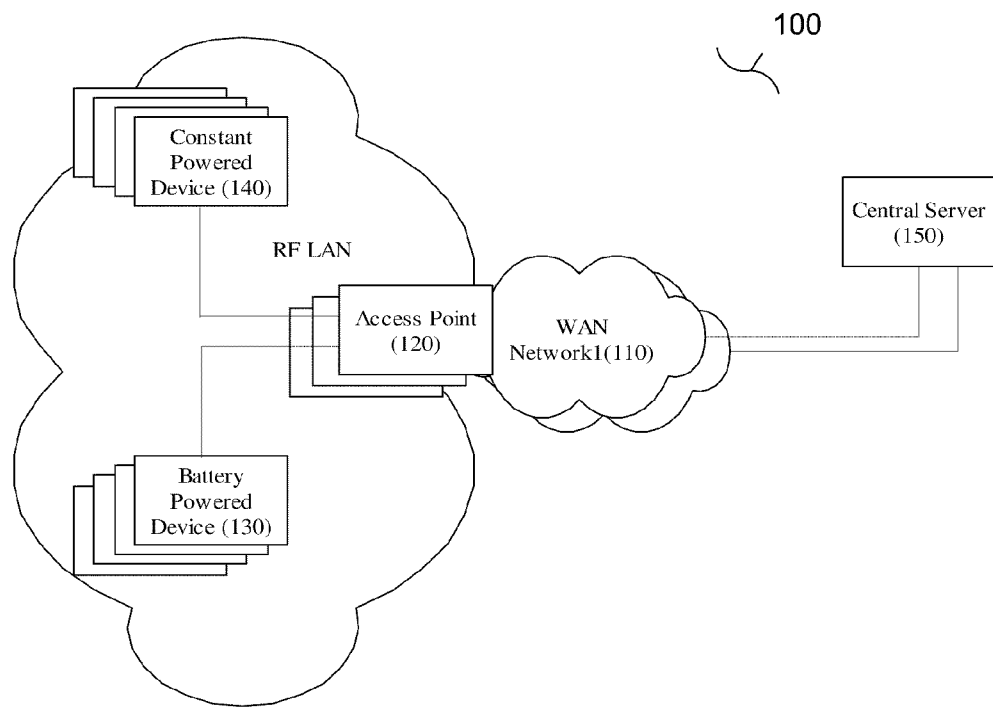 100
Constant
Powered
Device (140)
RF LAN
Central Server
(150)
Access Point
(120)
WAN
Network1(110)
Battery
Powered
Device (130)